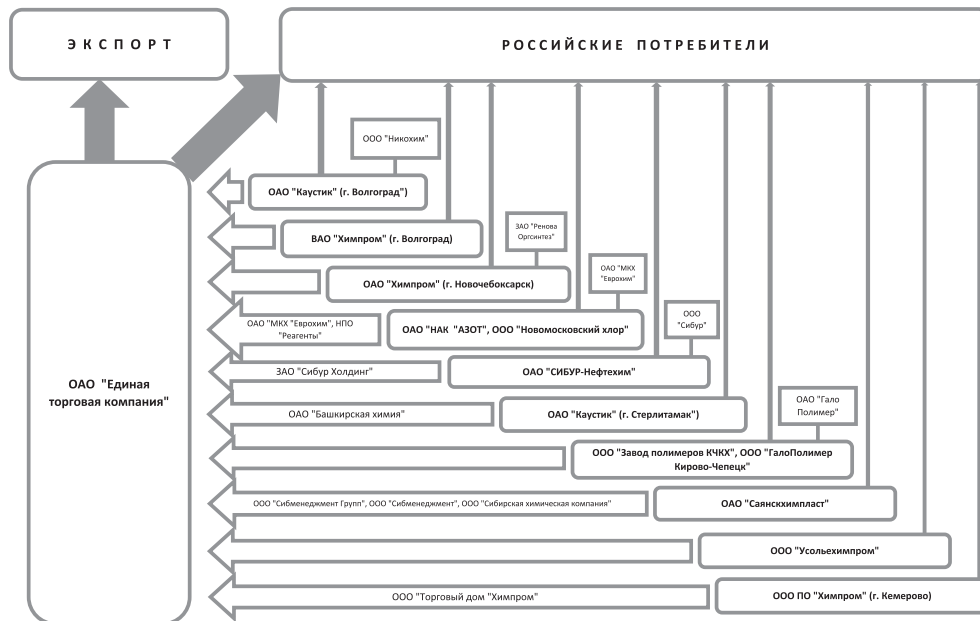 ЭКСПОРТ
РОССИЙСКИЕ ПОТРЕБИТЕЛИ
ООО "Никохим"
ОАО "Каустик" (г. Волгоград")
ЗАО "Ренова
Оргсинтез"
ВАО "Химпром" (г. Волгоград)
ОАО "МКХ
"Еврохим"
ОАО "Химпром" (г. Новочебоксарск)
ООО
"Сибур"
ОАО "МКХ "Еврохим", НПО
"Реагенты"
ОАО "НАК "АЗОТ", ООО "Новомосковский хлор"
ЗАО "Сибур Холдинг"
ОАО "СИБУР-Нефтехим"
ОАО "Единая
торговая компания"
ОАО "Башкирская химия"
ОАО "Каустик" (г. Стерлитамак")
ОАО "Гало
Полимер"
ООО "Завод полимеров КЧКХ", ООО "ГалоПолимер
Кирово-Чепецк"
ООО "Сибменеджмент Групп", ООО "Сибменеджмент", ООО "Сибирская химическая компания"
ОАО "Саянскхимпласт"
ООО "Усольехимпром"
ООО "Торговый дом "Химпром"
ООО ПО "Химпром" (г. Кемерово)